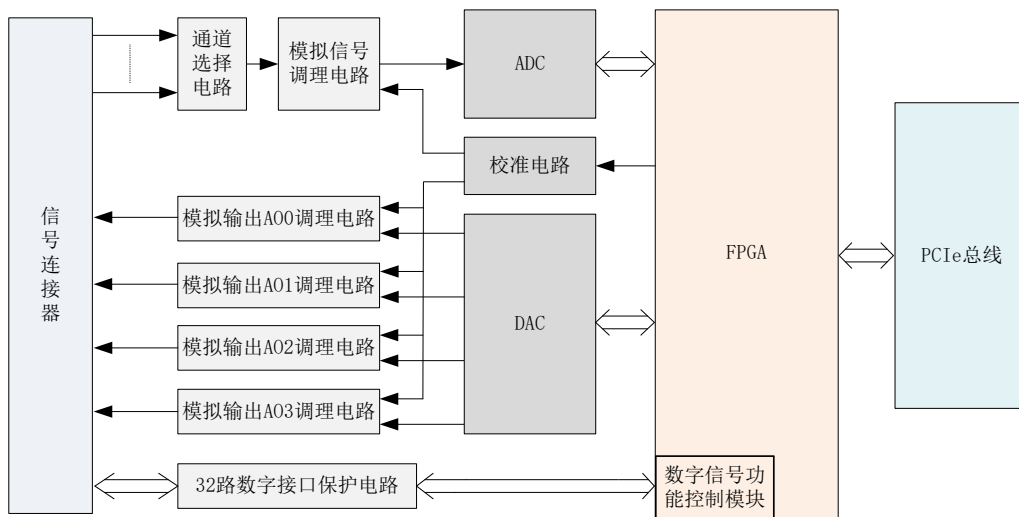 信
号
连
接
器
通道
选择
电路
模拟信号
调理电路
ADC
校准电路
模拟输出AO0调理电路
模拟输出AO1调理电路
模拟输出AO2调理电路
模拟输出AO3调理电路
DAC
32路数字接口保护电路
FPGA
数字信号功
能控制模块
PCIe总线